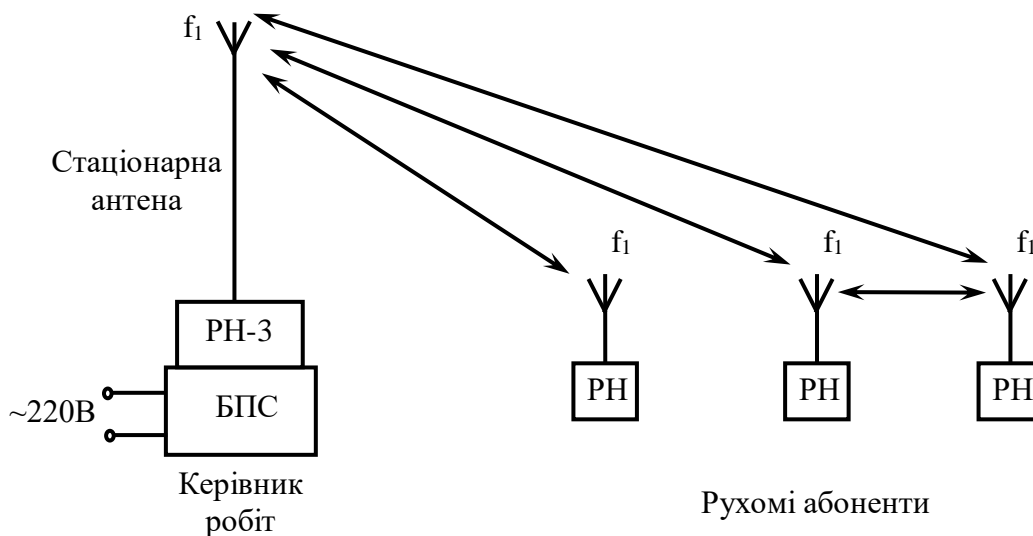 f₁
Стаціонарна
антена
f₁
f₁
f₁
РН-3
РН
РН
РН
~220В
БПС
Керівник
робіт
Рухомі абоненти